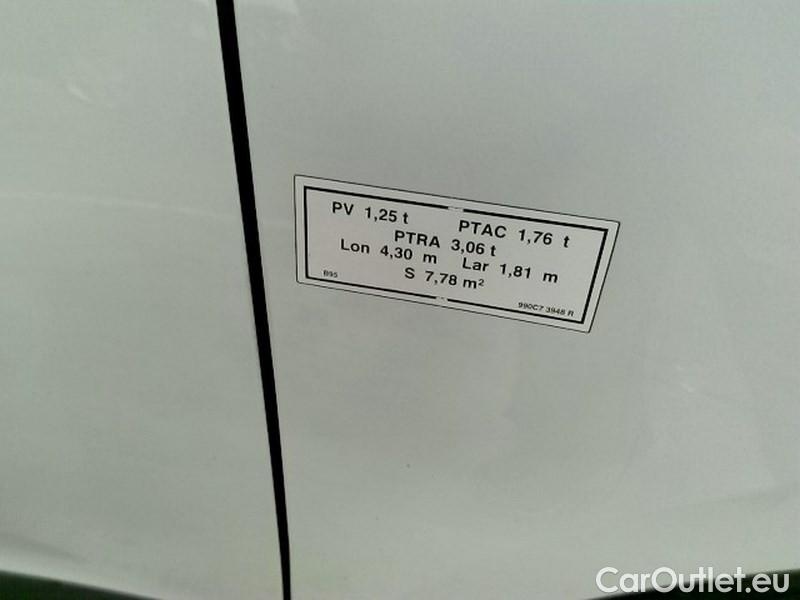 PV 1,25 t PTAC 1,76 t
PTRA 3,06 t
Lon 4,30 m Lar 1,81 m
S 7,78 m²
B95 990C7 3948 R
CarOutlet.eu